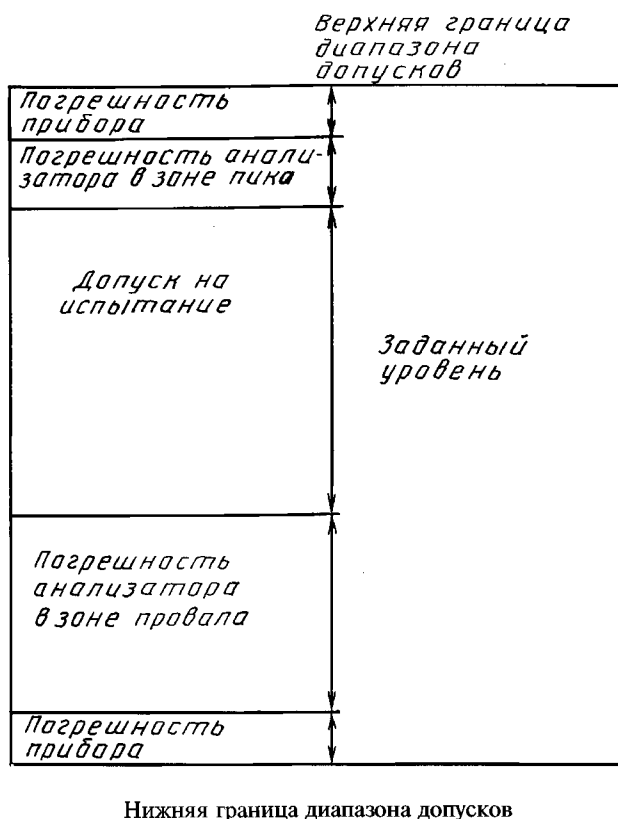 Верхняя граница
диапазона
допусков
Погрешность
прибора
Погрешность анали-
затора в зоне пика
Допуск на
испытание
Заданный
уровень
Погрешность
анализатора
в зоне провала
Погрешность
прибора
Нижняя граница диапазона допусков